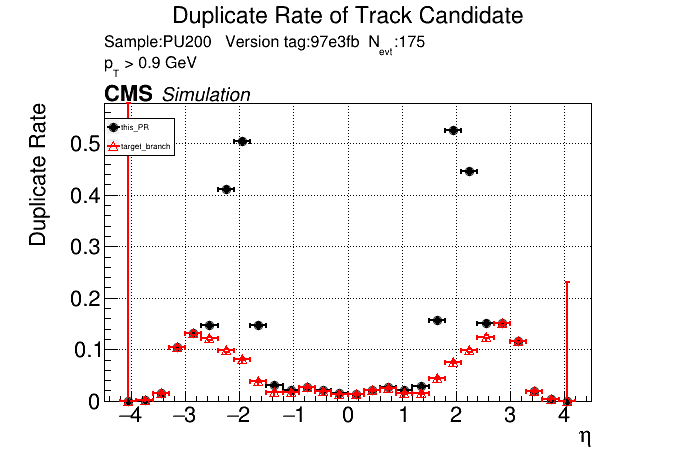 Duplicate Rate of Track Candidate
Sample:PU200 Version tag:97e3fb N_evt:175
p_T > 0.9 GeV
CMS Simulation
this_PR
target_branch
Duplicate Rate
0.5
0.4
0.3
0.2
0.1
0
−4 −3 −2 −1 0 1 2 3 4
η